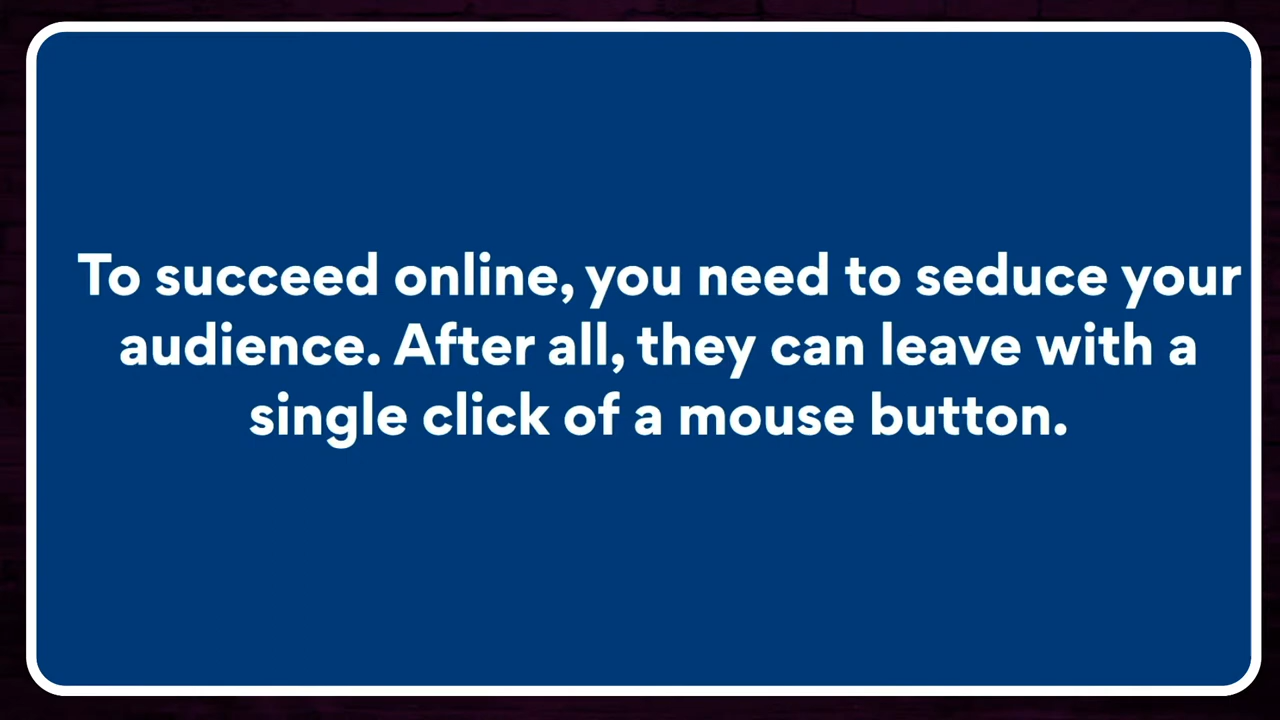 To succeed online, you need to seduce your
audience. After all, they can leave with a
single click of a mouse button.